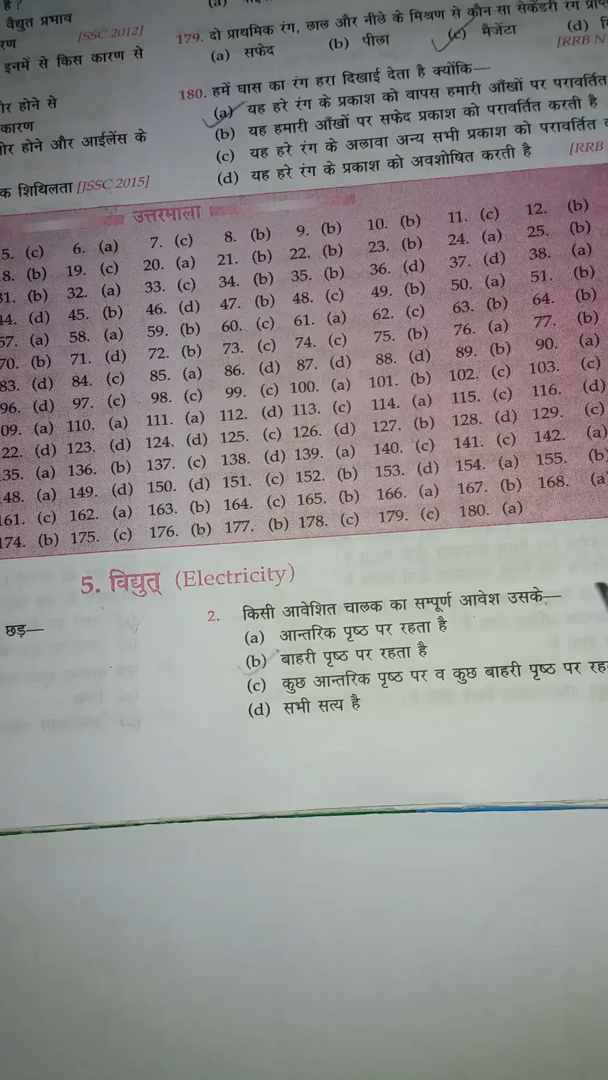 है ?
वैद्युत प्रभाव
[SSC 2012]
इनमें से किस कारण से
होने से
कारण
होने और आईलेंस के
शिथिलता [JSSC 2015]
179. दो प्राथमिक रंग, लाल और नीले के मिश्रण से कौन सा सेकेंडरी रंग
(a) सफेद (b) पीला (c) मैजेंटा (d)
[RRB
180. हमें घास का रंग हरा दिखाई देता है क्योंकि—
(a) यह हरे रंग के प्रकाश को वापस हमारी आँखों पर परावर्तित
(b) यह हमारी आँखों पर सफेद प्रकाश को परावर्तित करती है
(c) यह हरे रंग के अलावा अन्य सभी प्रकाश को परावर्तित
(d) यह हरे रंग के प्रकाश को अवशोषित करती है [RRB
उत्तरमाला
5. (c) 6. (a) 7. (c) 8. (b) 9. (b) 10. (b) 11. (c) 12. (b)
8. (b) 19. (c) 20. (a) 21. (b) 22. (b) 23. (b) 24. (a) 25. (b)
31. (b) 32. (a) 33. (c) 34. (b) 35. (b) 36. (d) 37. (d) 38. (a)
44. (d) 45. (b) 46. (d) 47. (b) 48. (c) 49. (b) 50. (a) 51. (b)
57. (a) 58. (a) 59. (b) 60. (c) 61. (a) 62. (c) 63. (b) 64. (b)
70. (b) 71. (d) 72. (b) 73. (c) 74. (c) 75. (b) 76. (a) 77. (b)
83. (d) 84. (c) 85. (a) 86. (d) 87. (d) 88. (d) 89. (b) 90. (a)
96. (d) 97. (c) 98. (c) 99. (c) 100. (a) 101. (b) 102. (c) 103. (c)
09. (a) 110. (a) 111. (a) 112. (d) 113. (c) 114. (a) 115. (c) 116. (d)
22. (d) 123. (d) 124. (d) 125. (c) 126. (d) 127. (b) 128. (d) 129. (c)
135. (a) 136. (b) 137. (c) 138. (d) 139. (a) 140. (c) 141. (c) 142. (a)
148. (a) 149. (d) 150. (d) 151. (c) 152. (b) 153. (d) 154. (a) 155. (b
161. (c) 162. (a) 163. (b) 164. (c) 165. (b) 166. (a) 167. (b) 168. (a
174. (b) 175. (c) 176. (b) 177. (b) 178. (c) 179. (c) 180. (a)
5. विद्युत् (Electricity)
छड़—
2. किसी आवेशित चालक का सम्पूर्ण आवेश उसके—
(a) आन्तरिक पृष्ठ पर रहता है
(b) बाहरी पृष्ठ पर रहता है
(c) कुछ आन्तरिक पृष्ठ पर व कुछ बाहरी पृष्ठ पर
(d) सभी सत्य है